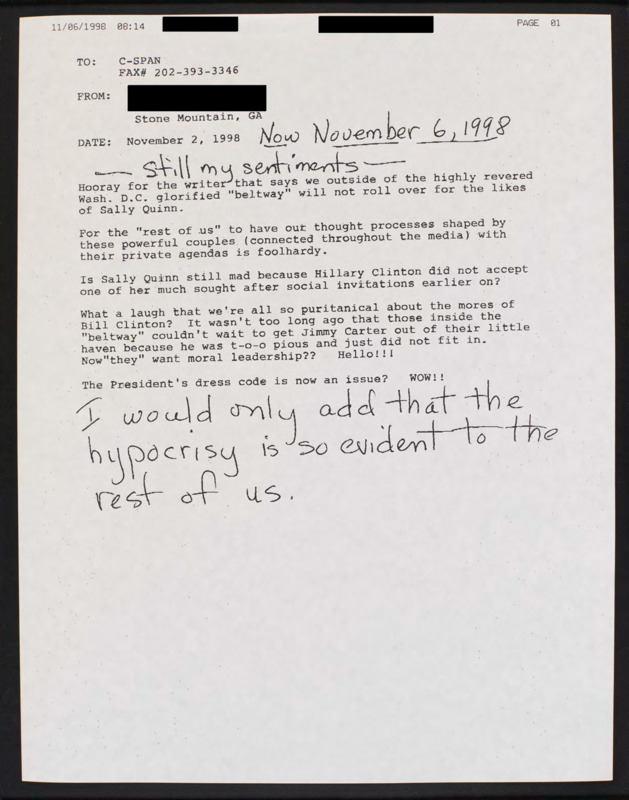 11/06/1998 08:14 PAGE 01
TO: C-SPAN
FAX# 202-393-3346
FROM:
Stone Mountain, GA
DATE: November 2, 1998 Now November 6, 1998
— Still my sentiments —
Hooray for the writer that says we outside of the highly revered
Wash. D.C. glorified "beltway" will not roll over for the likes
of Sally Quinn.
For the "rest of us" to have out thought processes shaped by
these powerful couples (connected throughout the media) with
their private agendas is foolhardy.
Is Sally Quinn still mad because Hillary Clinton did not accept
one of her much sought after social invitations earlier on?
What a laugh that we're all so puritanical about the mores of
Bill Clinton? It wasn't too long ago that those inside the
"beltway" couldn't wait to get Jimmy Carter out of their little
haven because he was t-o-o pious and just did not fit in.
Now"they" want moral leadership?? Hello!!!
The President's dress code is now an issue? WOW!!
I would only add that the
hypocrisy is so evident to the
rest of us.